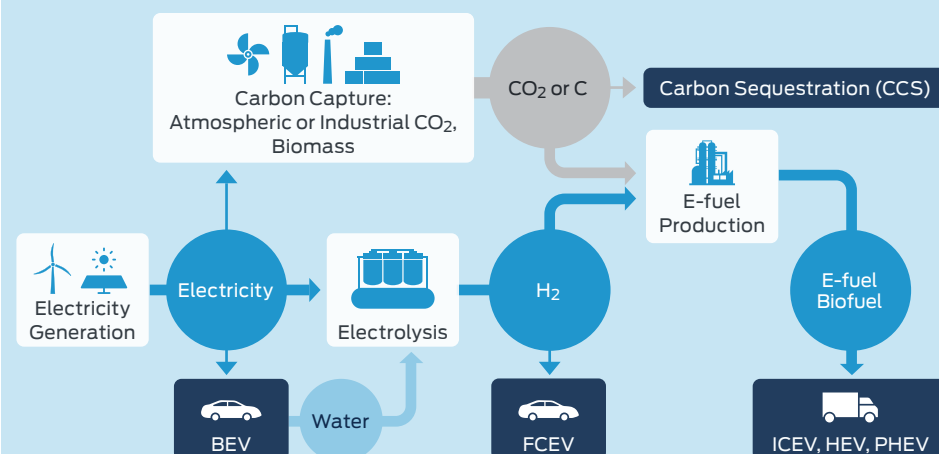 Carbon Capture:
Atmospheric or Industrial CO₂,
Biomass
CO₂ or C
Carbon Sequestration (CCS)
E-fuel
Production
Electricity
Generation
Electricity
Electrolysis
H₂
E-fuel
Biofuel
BEV
Water
FCEV
ICEV, HEV, PHEV